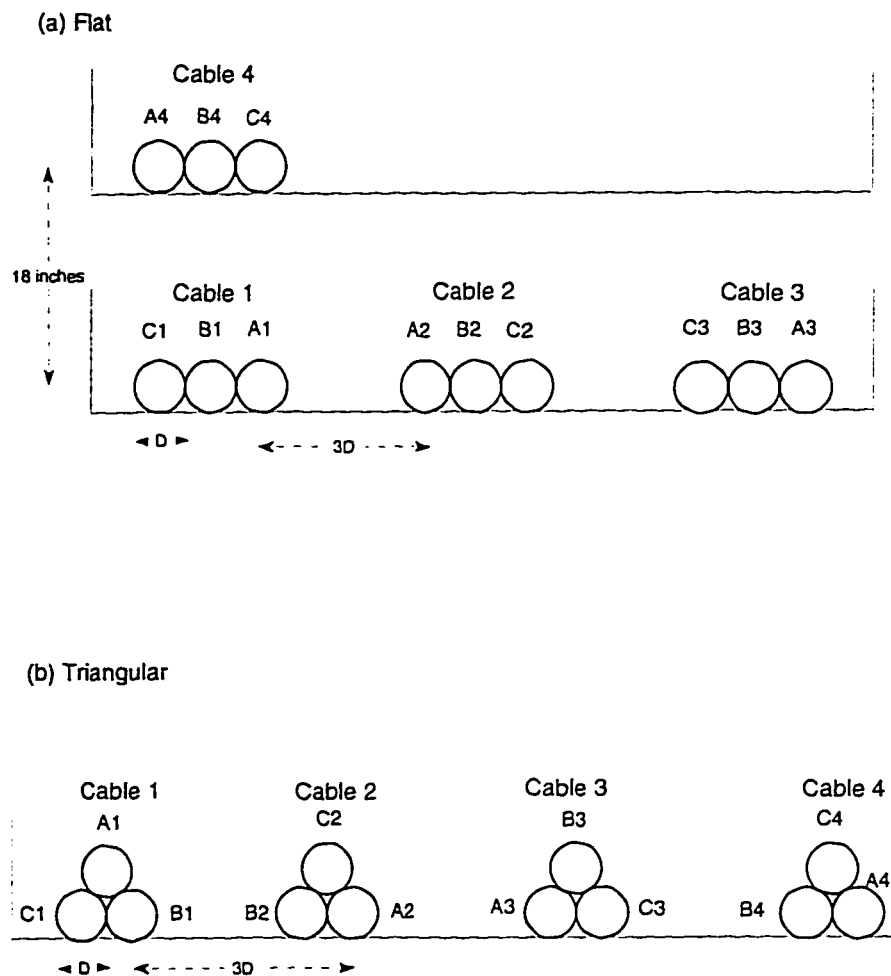 (a) Flat
Cable 4
A4 B4 C4
18 inches
Cable 1 Cable 2 Cable 3
C1 B1 A1 A2 B2 C2 C3 B3 A3
D 3D
(b) Triangular
Cable 1 Cable 2 Cable 3 Cable 4
A1 C2 B3 C4
A4
C1 B1 B2 A2 A3 C3 B4
D 3D